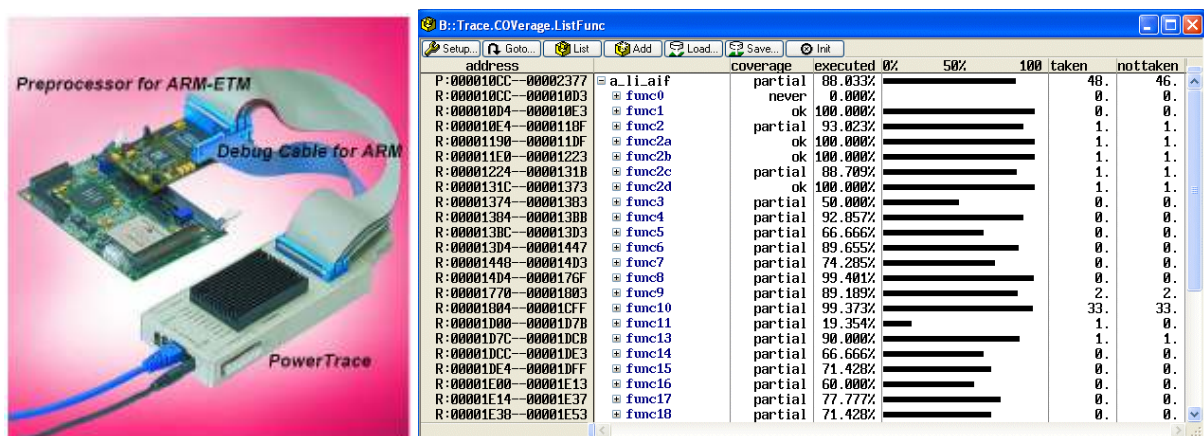 Preprocessor for ARM-ETM
Debug Cable for ARM
PowerTrace
B::Trace.COVerage.ListFunc
Setup... Goto... List Add Load... Save... Init
address coverage executed 0% 50% 100 taken nottaken
P:000010CC--00002377 a_li_aif partial 88.033% 48. 46.
R:000010CC--000010D3 func0 never 0.000% 0. 0.
R:000010D4--000010E3 func1 ok 100.000% 0. 0.
R:000010E4--0000118F func2 partial 93.023% 1. 1.
R:00001190--000011DF func2a ok 100.000% 1. 1.
R:000011E0--00001223 func2b ok 100.000% 1. 1.
R:00001224--0000131B func2c partial 88.709% 1. 1.
R:0000131C--00001373 func2d ok 100.000% 1. 1.
R:00001374--00001383 func3 partial 50.000% 0. 0.
R:00001384--000013BB func4 partial 92.857% 0. 0.
R:000013BC--000013D3 func5 partial 66.666% 0. 0.
R:000013D4--00001447 func6 partial 89.655% 0. 0.
R:00001448--000014D3 func7 partial 74.285% 0. 0.
R:000014D4--0000176F func8 partial 99.401% 0. 0.
R:00001770--00001803 func9 partial 89.189% 2. 2.
R:00001804--00001CFF func10 partial 99.373% 33. 33.
R:00001D00--00001D7B func11 partial 19.354% 1. 0.
R:00001D7C--00001DCB func13 partial 90.000% 1. 1.
R:00001DCC--00001DE3 func14 partial 66.666% 0. 0.
R:00001DE4--00001DFF func15 partial 71.428% 0. 0.
R:00001E00--00001E13 func16 partial 60.000% 0. 0.
R:00001E14--00001E37 func17 partial 77.777% 0. 0.
R:00001E38--00001E53 func18 partial 71.428% 0. 0.